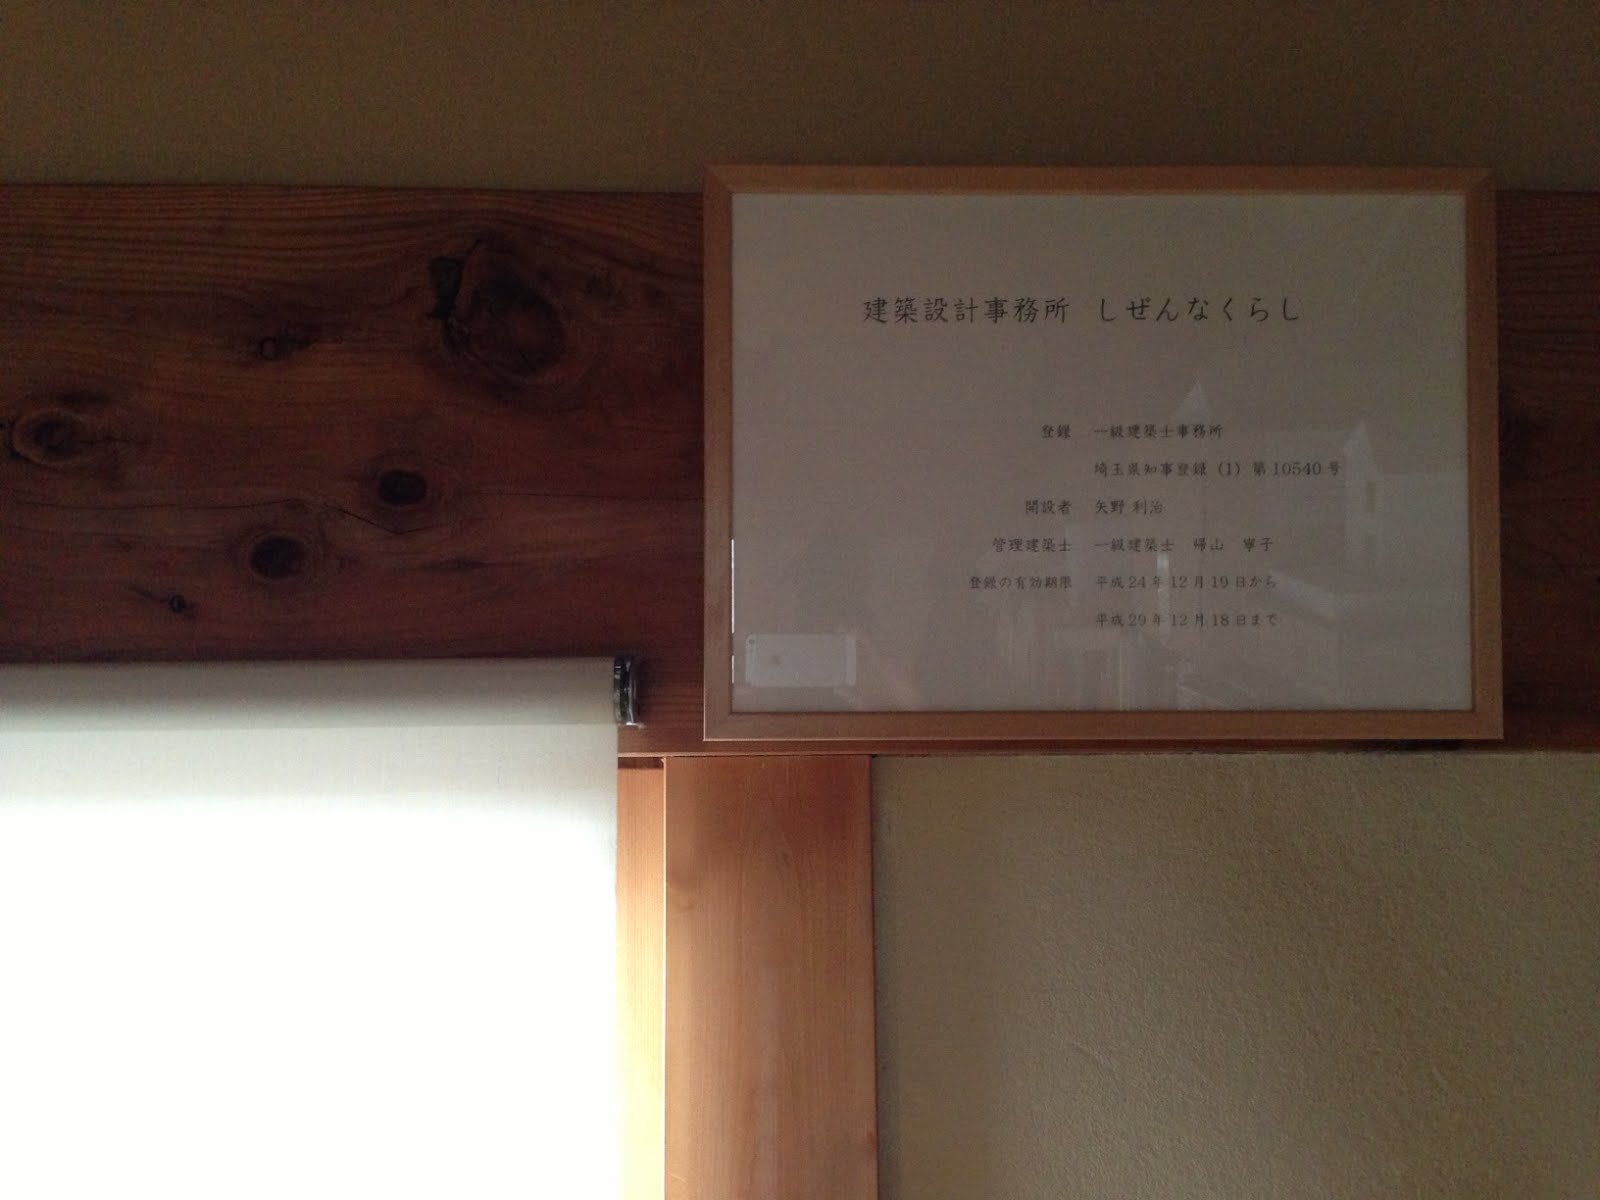 建築設計事務所 しぜんなくらし
登録 一級建築士事務所
埼玉県知事登録 (1) 第10540号
開設者 矢野 利治
管理建築士 一級建築士 帰山 寧子
登録の有効期限 平成24年12月19日から
平成29年12月18日まで